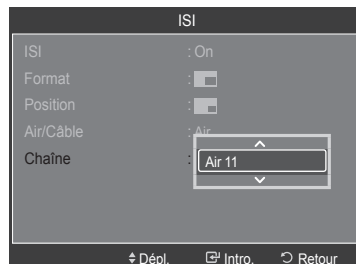 ISI
ISI : On
Format :
Position :
Air/Câble : Air
Chaîne : Air 11
Dépl. Intro. Retour